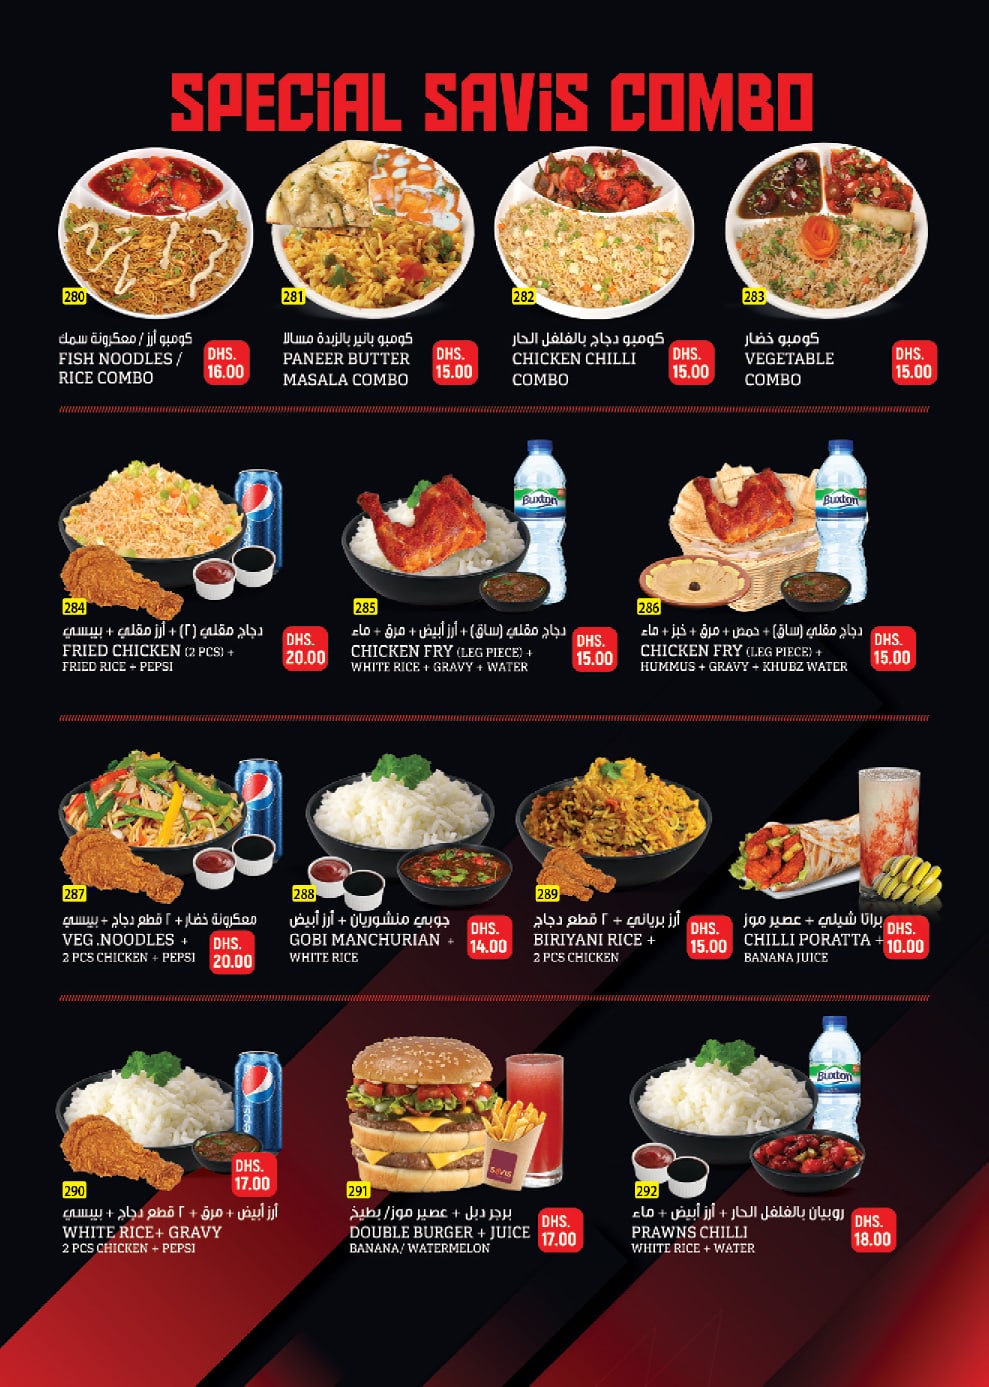 SPECIAL SAVIS COMBO
280
كومبو أرز / معكرونة سمك
FISH NOODLES /
RICE COMBO
DHS.
16.00
281
كومبو بانير بالزبدة مسالا
PANEER BUTTER
MASALA COMBO
DHS.
15.00
282
كومبو دجاج بالفلفل الحار
CHICKEN CHILLI
COMBO
DHS.
15.00
283
كومبو خضار
VEGETABLE
COMBO
DHS.
15.00
pepsi
284
دجاج مقلي (٢) + أرز مقلي + بيبسي
FRIED CHICKEN (2 PCS) +
FRIED RICE + PEPSI
DHS.
20.00
Buxton
285
دجاج مقلي (ساق) + أرز أبيض + مرق + ماء
CHICKEN FRY (LEG PIECE) +
WHITE RICE + GRAVY + WATER
DHS.
15.00
Buxton
286
دجاج مقلي (ساق) + حمص + مرق + خبز + ماء
CHICKEN FRY (LEG PIECE) +
HUMMUS + GRAVY + KHUBZ WATER
DHS.
15.00
287
معكرونة خضار + ٢ قطع دجاج + بيبسي
VEG .NOODLES +
2 PCS CHICKEN + PEPSI
DHS.
20.00
288
جوبي منشوريان + أرز أبيض
GOBI MANCHURIAN +
WHITE RICE
DHS.
14.00
289
أرز برياني + ٢ قطع دجاج
BIRIYANI RICE +
2 PCS CHICKEN
DHS.
15.00
براتا شيلي + عصير موز
CHILLI PORATTA +
BANANA JUICE
DHS.
10.00
pepsi
290
أرز أبيض + مرق + ٢ قطع دجاج + بيبسي
WHITE RICE+ GRAVY
2 PCS CHICKEN + PEPSI
DHS.
17.00
savis
291
برجر دبل + عصير موز/ بطيخ
DOUBLE BURGER + JUICE
BANANA/ WATERMELON
DHS.
17.00
Buxton
292
روبيان بالفلفل الحار + أرز أبيض + ماء
PRAWNS CHILLI
WHITE RICE + WATER
DHS.
18.00